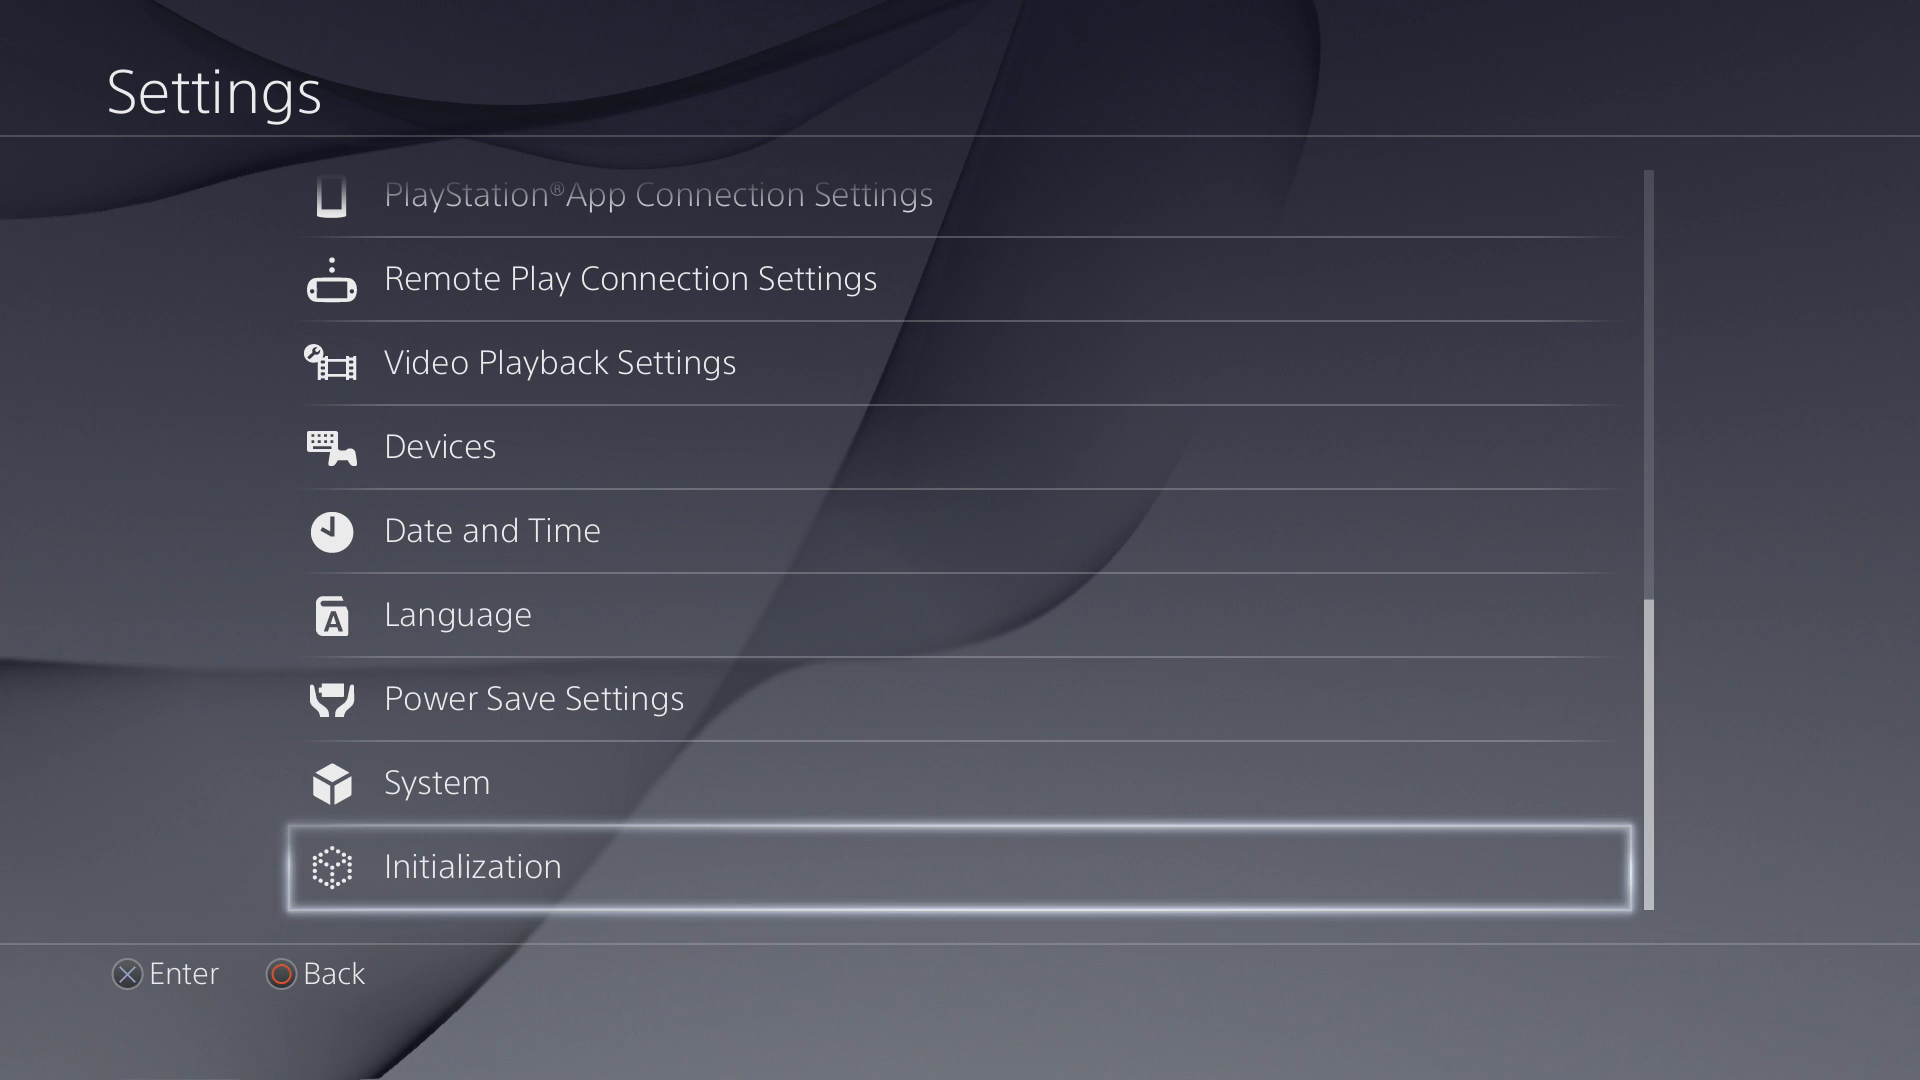 Settings
PlayStation®App Connection Settings
Remote Play Connection Settings
Video Playback Settings
Devices
Date and Time
A Language
Power Save Settings
System
Initialization
Enter Back